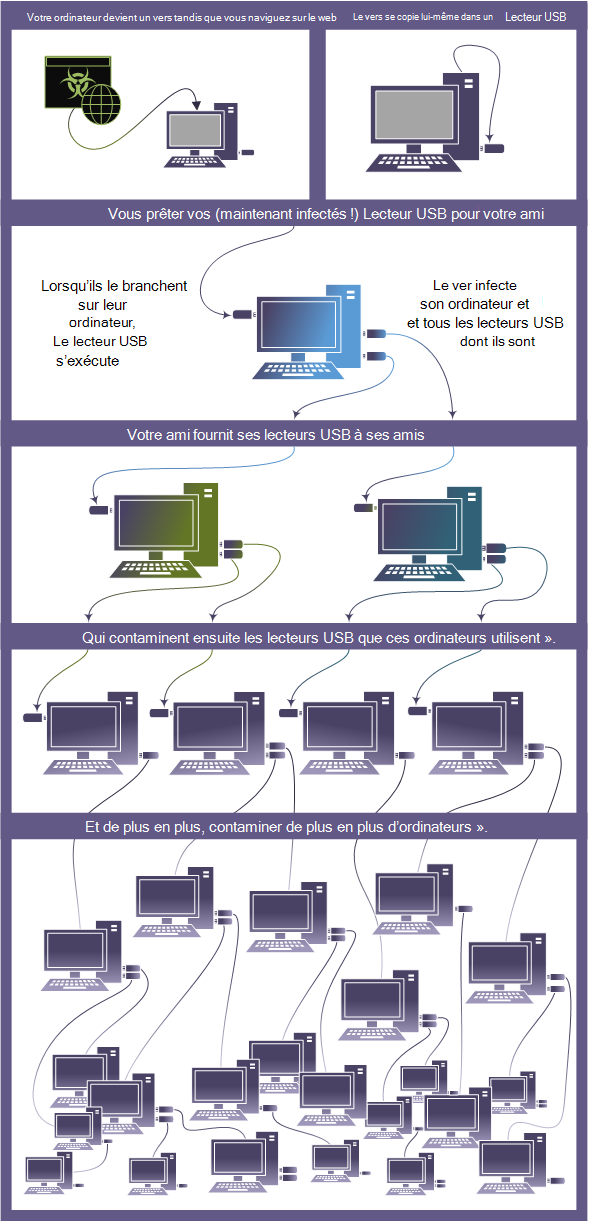 Votre ordinateur devient un vers tandis que vous naviguez sur le web
Le vers se copie lui-même dans un Lecteur USB
Vous prêter vos (maintenant infectés !) Lecteur USB pour votre ami
Lorsqu'ils le branchent
sur leur
ordinateur,
Le lecteur USB
s'exécute
Le ver infecte
son ordinateur et
et tous les lecteurs USB
dont ils sont
Votre ami fournit ses lecteurs USB à ses amis
Qui contaminent ensuite les lecteurs USB que ces ordinateurs utilisent ».
Et de plus en plus, contaminer de plus en plus d'ordinateurs ».